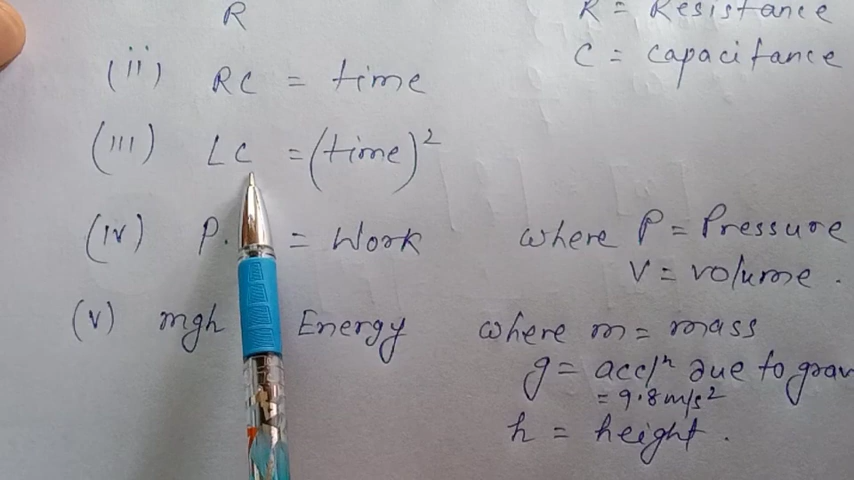 R
R = Resistance
C = capacitance
(ii) RC = time
(iii) LC = (time)²
(iv) P. = Work where P = Pressure
V = volume.
(v) mgh Energy where m = mass
g = accⁿ due to grav
= 9.8 m/s²
h = height.